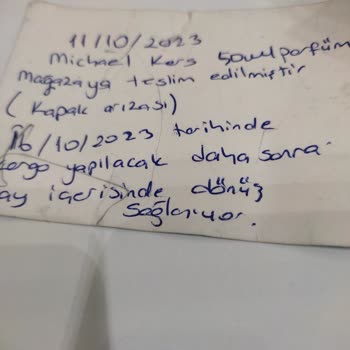 11/10/2023
Michael Kors 50ml parfüm
Mağazaya teslim edilmiştir
(Kapak arızası)
16/10/2023 tarihinde
kargo yapılacak daha sonra
ay içerisinde dönüş
sağlanıyor.